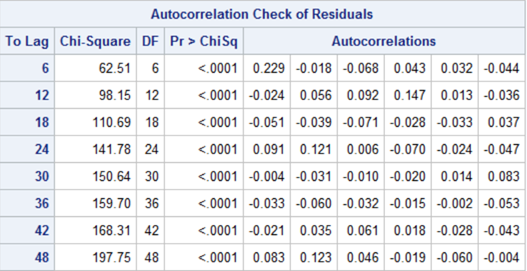 Autocorrelation Check of Residuals
To Lag Chi-Square DF Pr > ChiSq Autocorrelations
6 62.51 6 <.0001 0.229 -0.018 -0.068 0.043 0.032 -0.044
12 98.15 12 <.0001 -0.024 0.056 0.092 0.147 0.013 -0.036
18 110.69 18 <.0001 -0.051 -0.039 -0.071 -0.028 -0.033 0.037
24 141.78 24 <.0001 0.091 0.121 0.006 -0.070 -0.024 -0.047
30 150.64 30 <.0001 -0.004 -0.031 -0.010 -0.020 0.014 0.083
36 159.70 36 <.0001 -0.033 -0.060 -0.032 -0.015 -0.002 -0.053
42 168.31 42 <.0001 -0.021 0.035 0.061 0.018 -0.028 -0.043
48 197.75 48 <.0001 0.083 0.123 0.046 -0.019 -0.060 -0.004